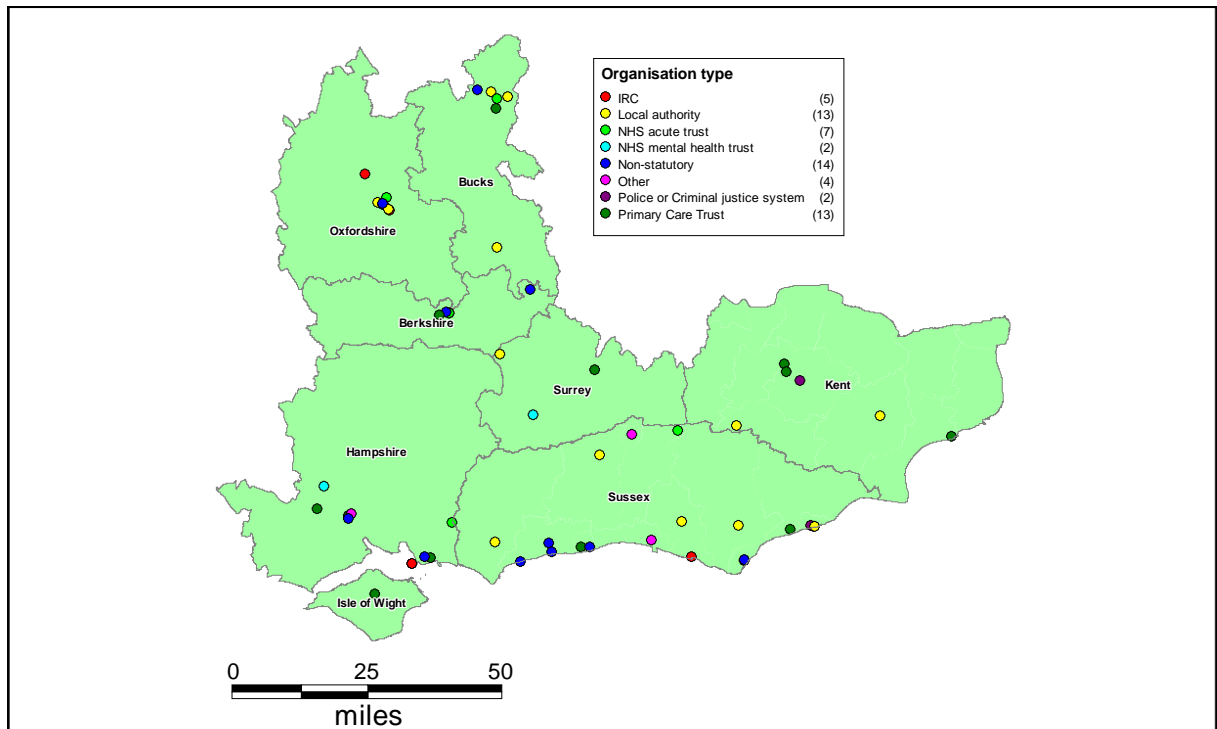 Organisation type
IRC (5)
Local authority (13)
NHS acute trust (7)
NHS mental health trust (2)
Non-statutory (14)
Other (4)
Police or Criminal justice system (2)
Primary Care Trust (13)
Bucks
Oxfordshire
Berkshire
Surrey
Kent
Hampshire
Sussex
Isle of Wight
0 25 50
miles